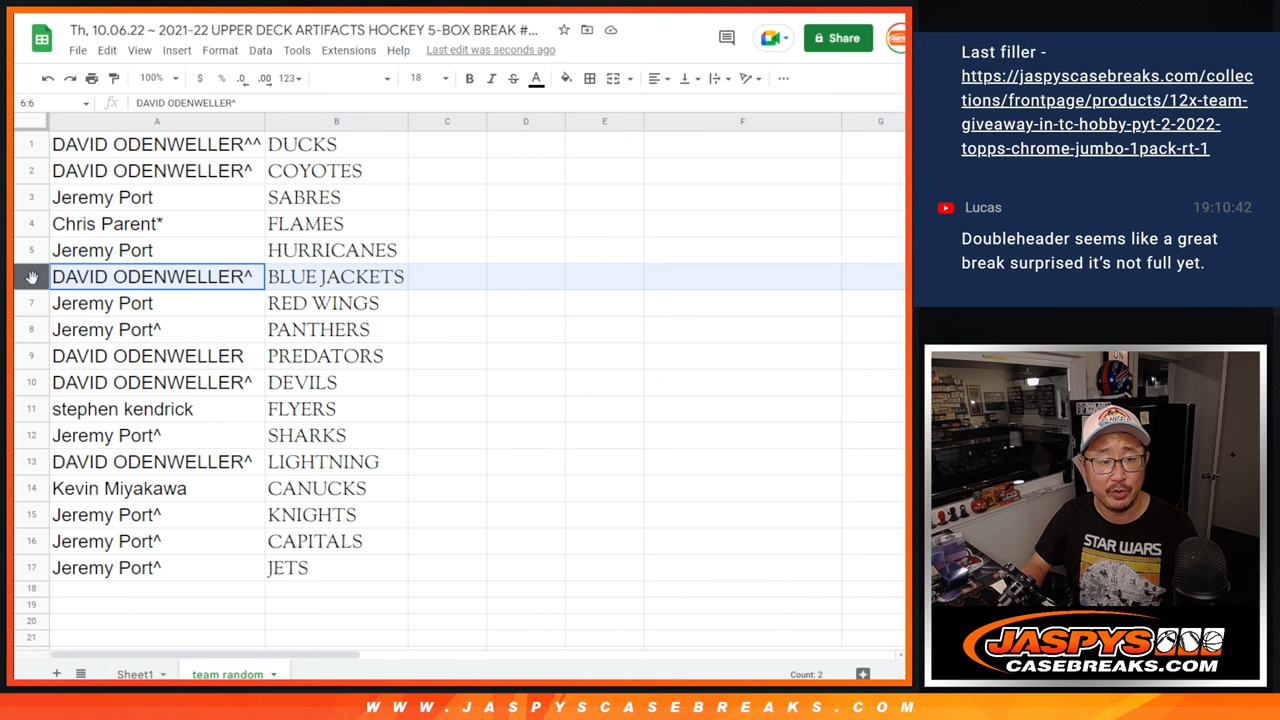 Th, 10.06.22 ~ 2021-22 UPPER DECK ARTIFACTS HOCKEY 5-BOX BREAK #...
File Edit View Insert Format Data Tools Extensions Help Last edit was seconds ago
Share
100% $ % .0 .00 123 18 B I S A
6:6 fx DAVID ODENWELLER^
A B C D E F G
1 DAVID ODENWELLER^^ DUCKS
2 DAVID ODENWELLER^ COYOTES
3 Jeremy Port SABRES
4 Chris Parent* FLAMES
5 Jeremy Port HURRICANES
DAVID ODENWELLER^ BLUE JACKETS
7 Jeremy Port RED WINGS
8 Jeremy Port^ PANTHERS
9 DAVID ODENWELLER PREDATORS
10 DAVID ODENWELLER^ DEVILS
11 stephen kendrick FLYERS
12 Jeremy Port^ SHARKS
13 DAVID ODENWELLER^ LIGHTNING
14 Kevin Miyakawa CANUCKS
15 Jeremy Port^ KNIGHTS
16 Jeremy Port^ CAPITALS
17 Jeremy Port^ JETS
18
19
20
21
Sheet1 team random Count: 2
Last filler -
https://jaspyscasebreaks.com/collec
tions/frontpage/products/12x-team-
giveaway-in-tc-hobby-pyt-2-2022-
topps-chrome-jumbo-1pack-rt-1
Lucas 19:10:42
Doubleheader seems like a great
break surprised it's not full yet.
STAR WARS
JASPYS
CASEBREAKS.COM
WWW.JASPYSCASEBREAKS.COM